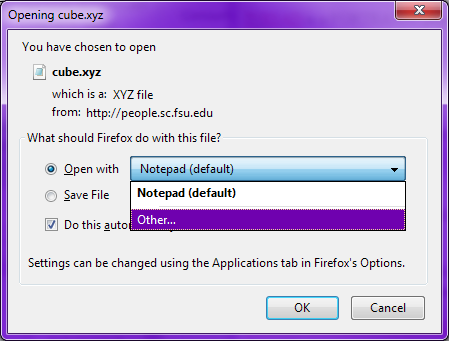 Opening cube.xyz
You have chosen to open
cube.xyz
which is a: XYZ file
from: http://people.sc.fsu.edu
What should Firefox do with this file?
Open with Notepad (default)
Notepad (default)
Save File
Other...
Do this
Settings can be changed using the Applications tab in Firefox's Options.
OK Cancel